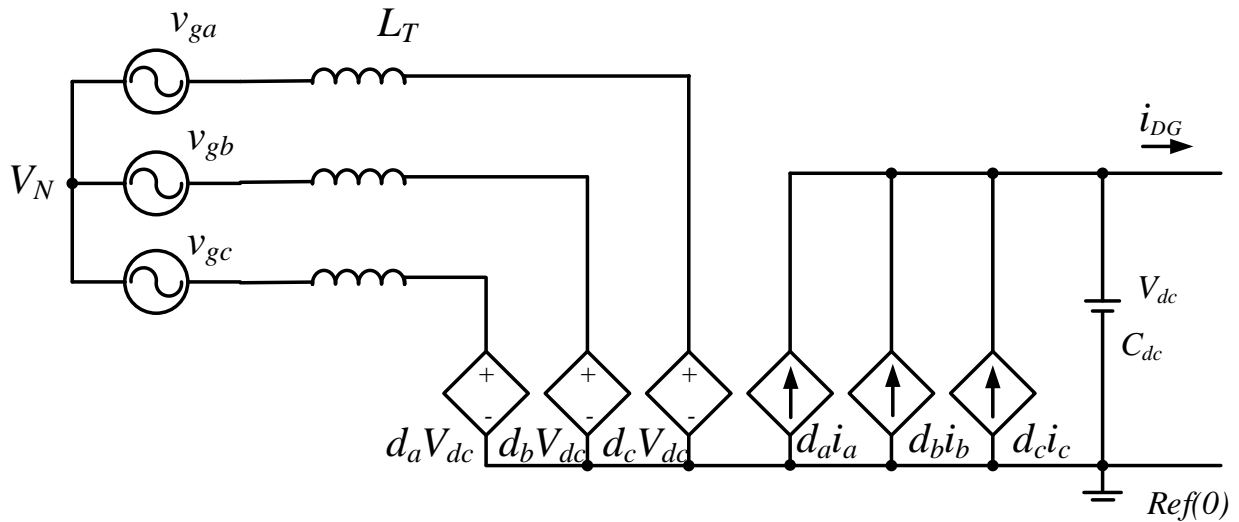 v_ga
L_T
v_gb
i_DG
V_N
v_gc
V_dc
C_dc
+ + +
- - -
d_aV_dc d_bV_dc d_cV_dc d_ai_a d_bi_b d_ci_c
Ref(0)